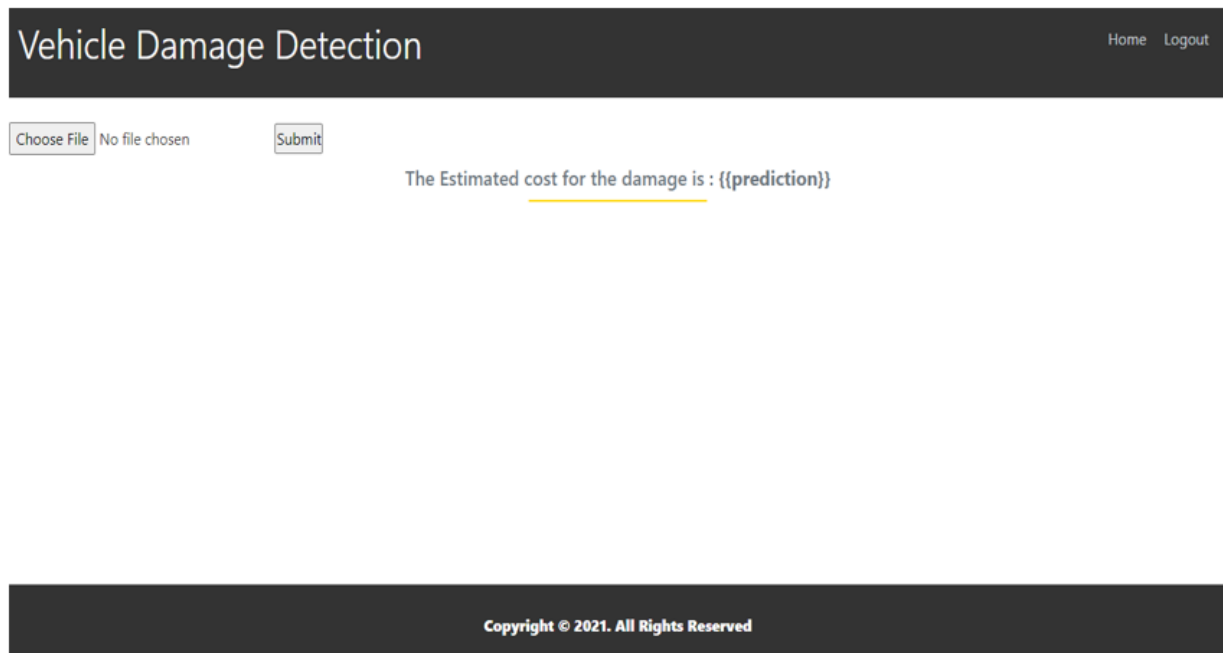 Vehicle Damage Detection
Home Logout
Choose File No file chosen Submit
The Estimated cost for the damage is : {{prediction}}
Copyright © 2021. All Rights Reserved